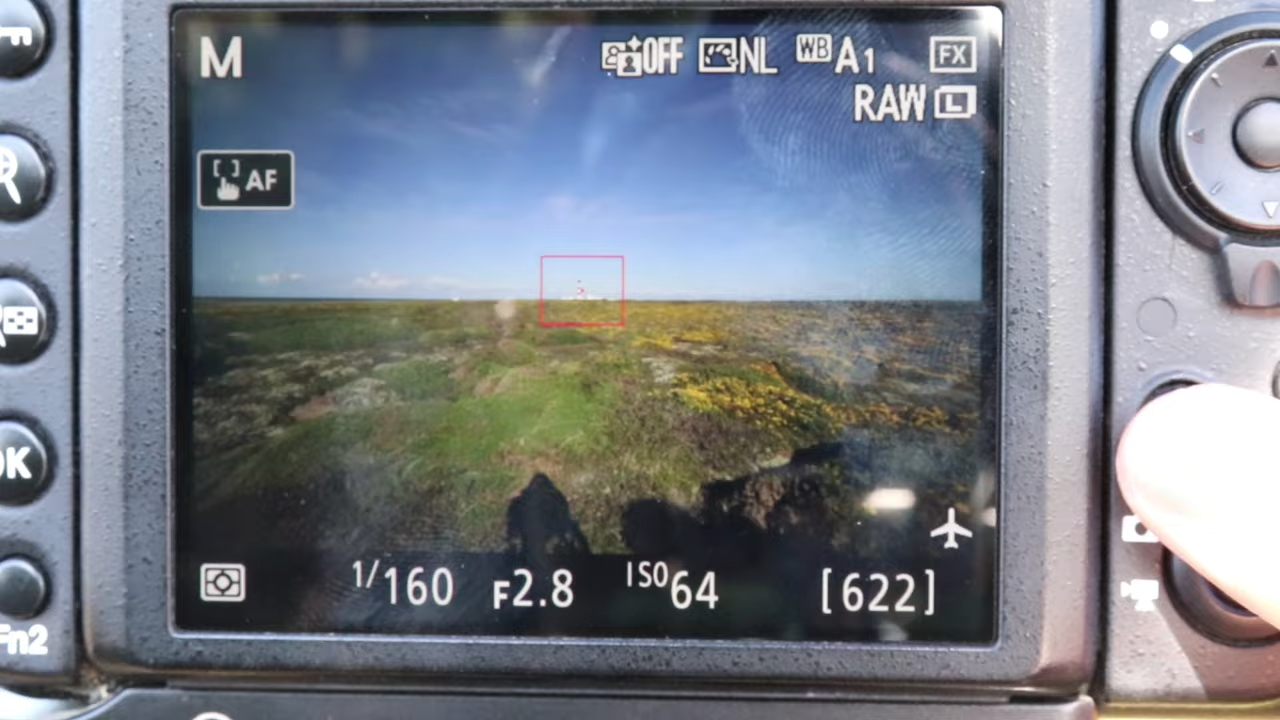 M
OFF
NL
WB A1
FX
RAW L
AF
OK
1/160
F2.8
ISO 64
[622]
Fn2